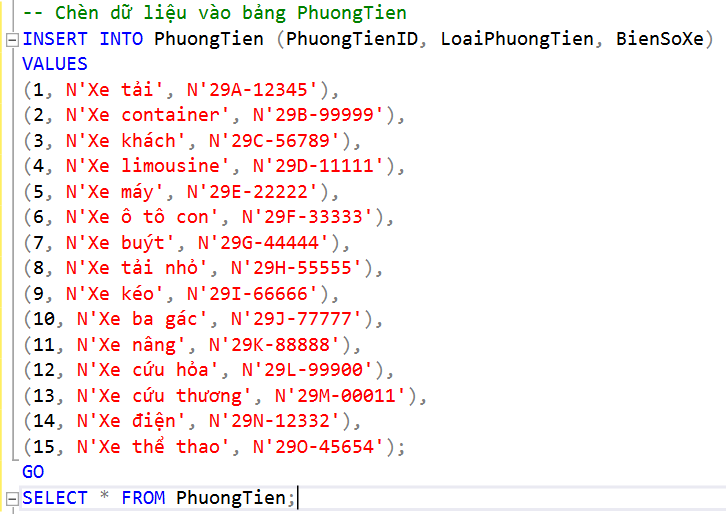 -- Chèn dữ liệu vào bảng PhuongTien
INSERT INTO PhuongTien (PhuongTienID, LoaiPhuongTien, BienSoXe)
VALUES
(1, N'Xe tải', N'29A-12345'),
(2, N'Xe container', N'29B-99999'),
(3, N'Xe khách', N'29C-56789'),
(4, N'Xe limousine', N'29D-11111'),
(5, N'Xe máy', N'29E-22222'),
(6, N'Xe ô tô con', N'29F-33333'),
(7, N'Xe buýt', N'29G-44444'),
(8, N'Xe tải nhỏ', N'29H-55555'),
(9, N'Xe kéo', N'29I-66666'),
(10, N'Xe ba gác', N'29J-77777'),
(11, N'Xe nâng', N'29K-88888'),
(12, N'Xe cứu hỏa', N'29L-99900'),
(13, N'Xe cứu thương', N'29M-00011'),
(14, N'Xe điện', N'29N-12332'),
(15, N'Xe thể thao', N'29O-45654');
GO
SELECT * FROM PhuongTien;